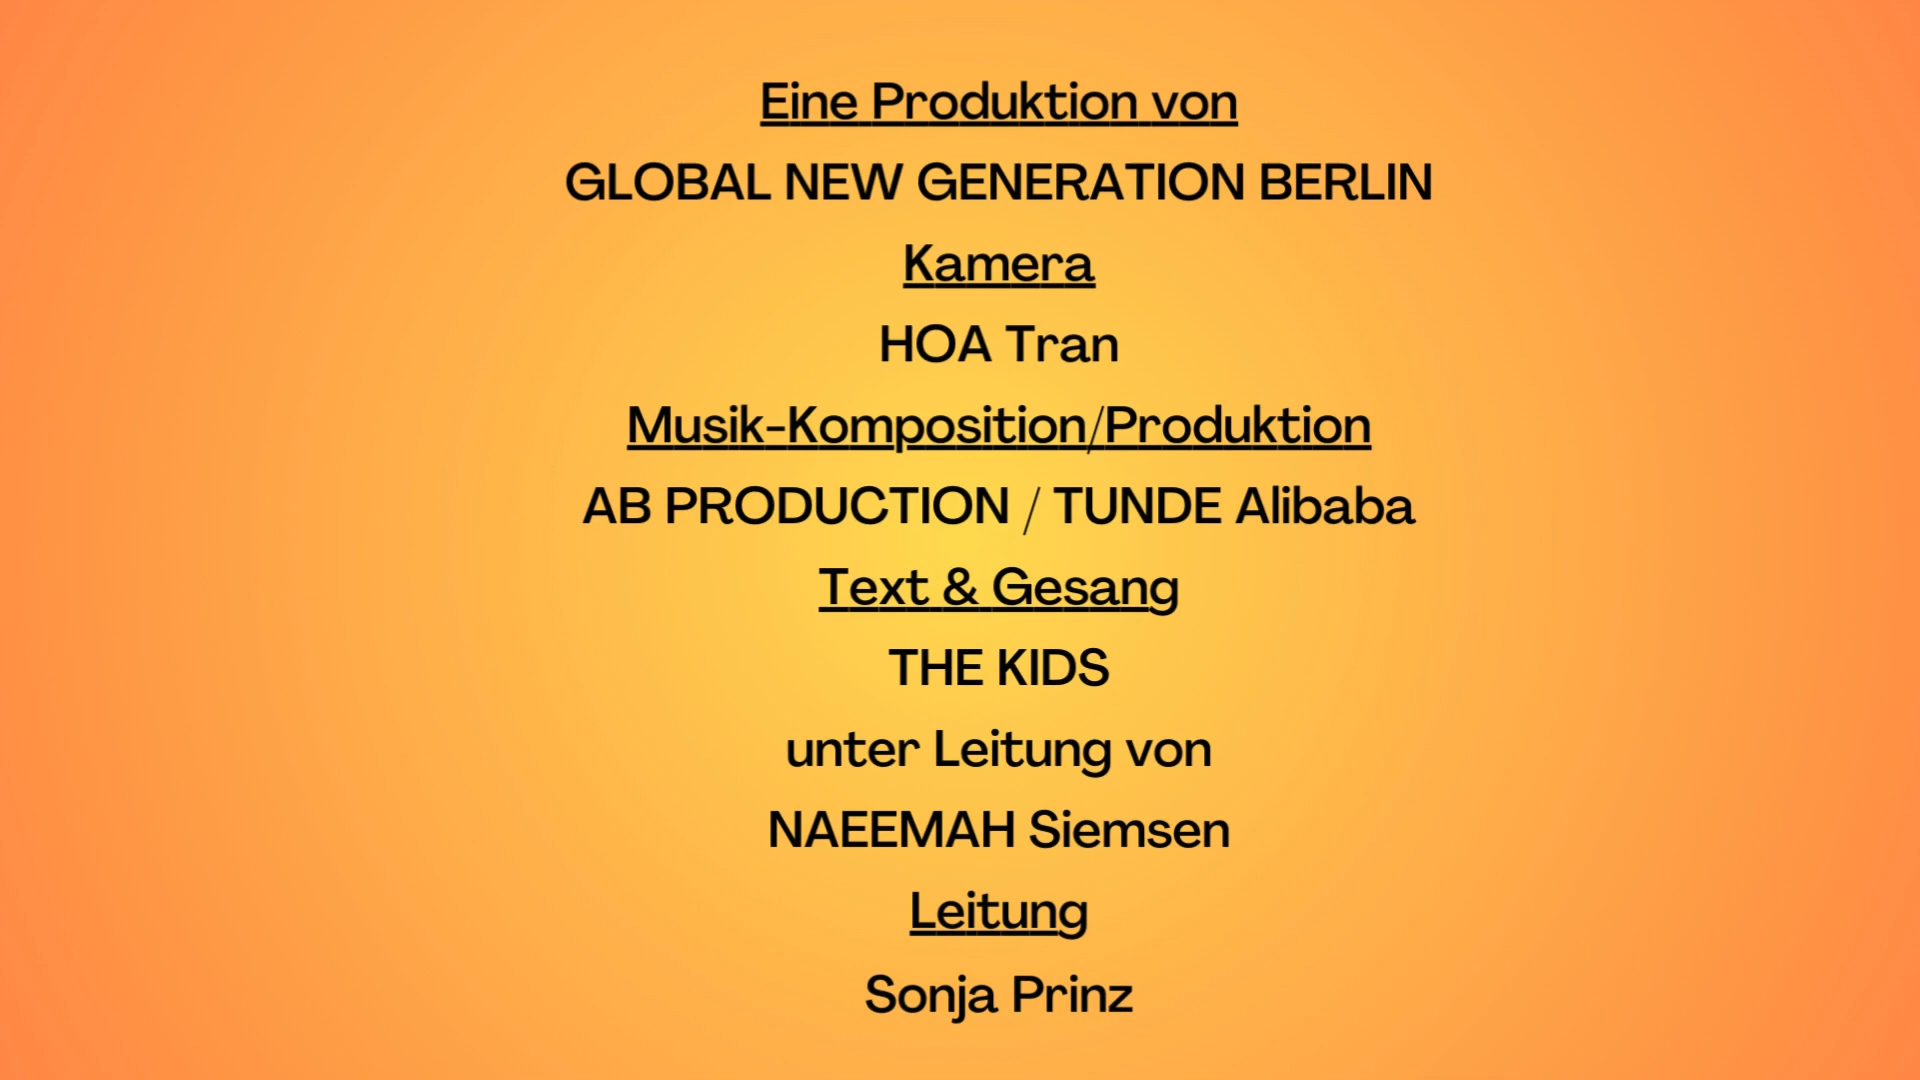 Eine Produktion von
GLOBAL NEW GENERATION BERLIN
Kamera
HOA Tran
Musik-Komposition/Produktion
AB PRODUCTION / TUNDE Alibaba
Text & Gesang
THE KIDS
unter Leitung von
NAEEMAH Siemsen
Leitung
Sonja Prinz